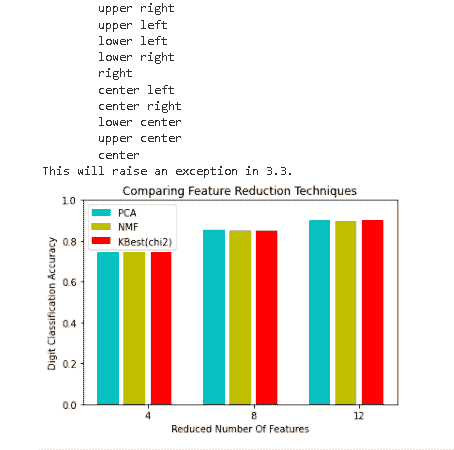 upper right
upper left
lower left
lower right
right
center left
center right
lower center
upper center
center
This will raise an exception in 3.3.
Comparing Feature Reduction Techniques
1.0
PCA
NMF
KBest(chi2)
0.8
0.6
0.4
0.2
0.0
Digit Classification Accuracy
4 8 12
Reduced Number Of Features